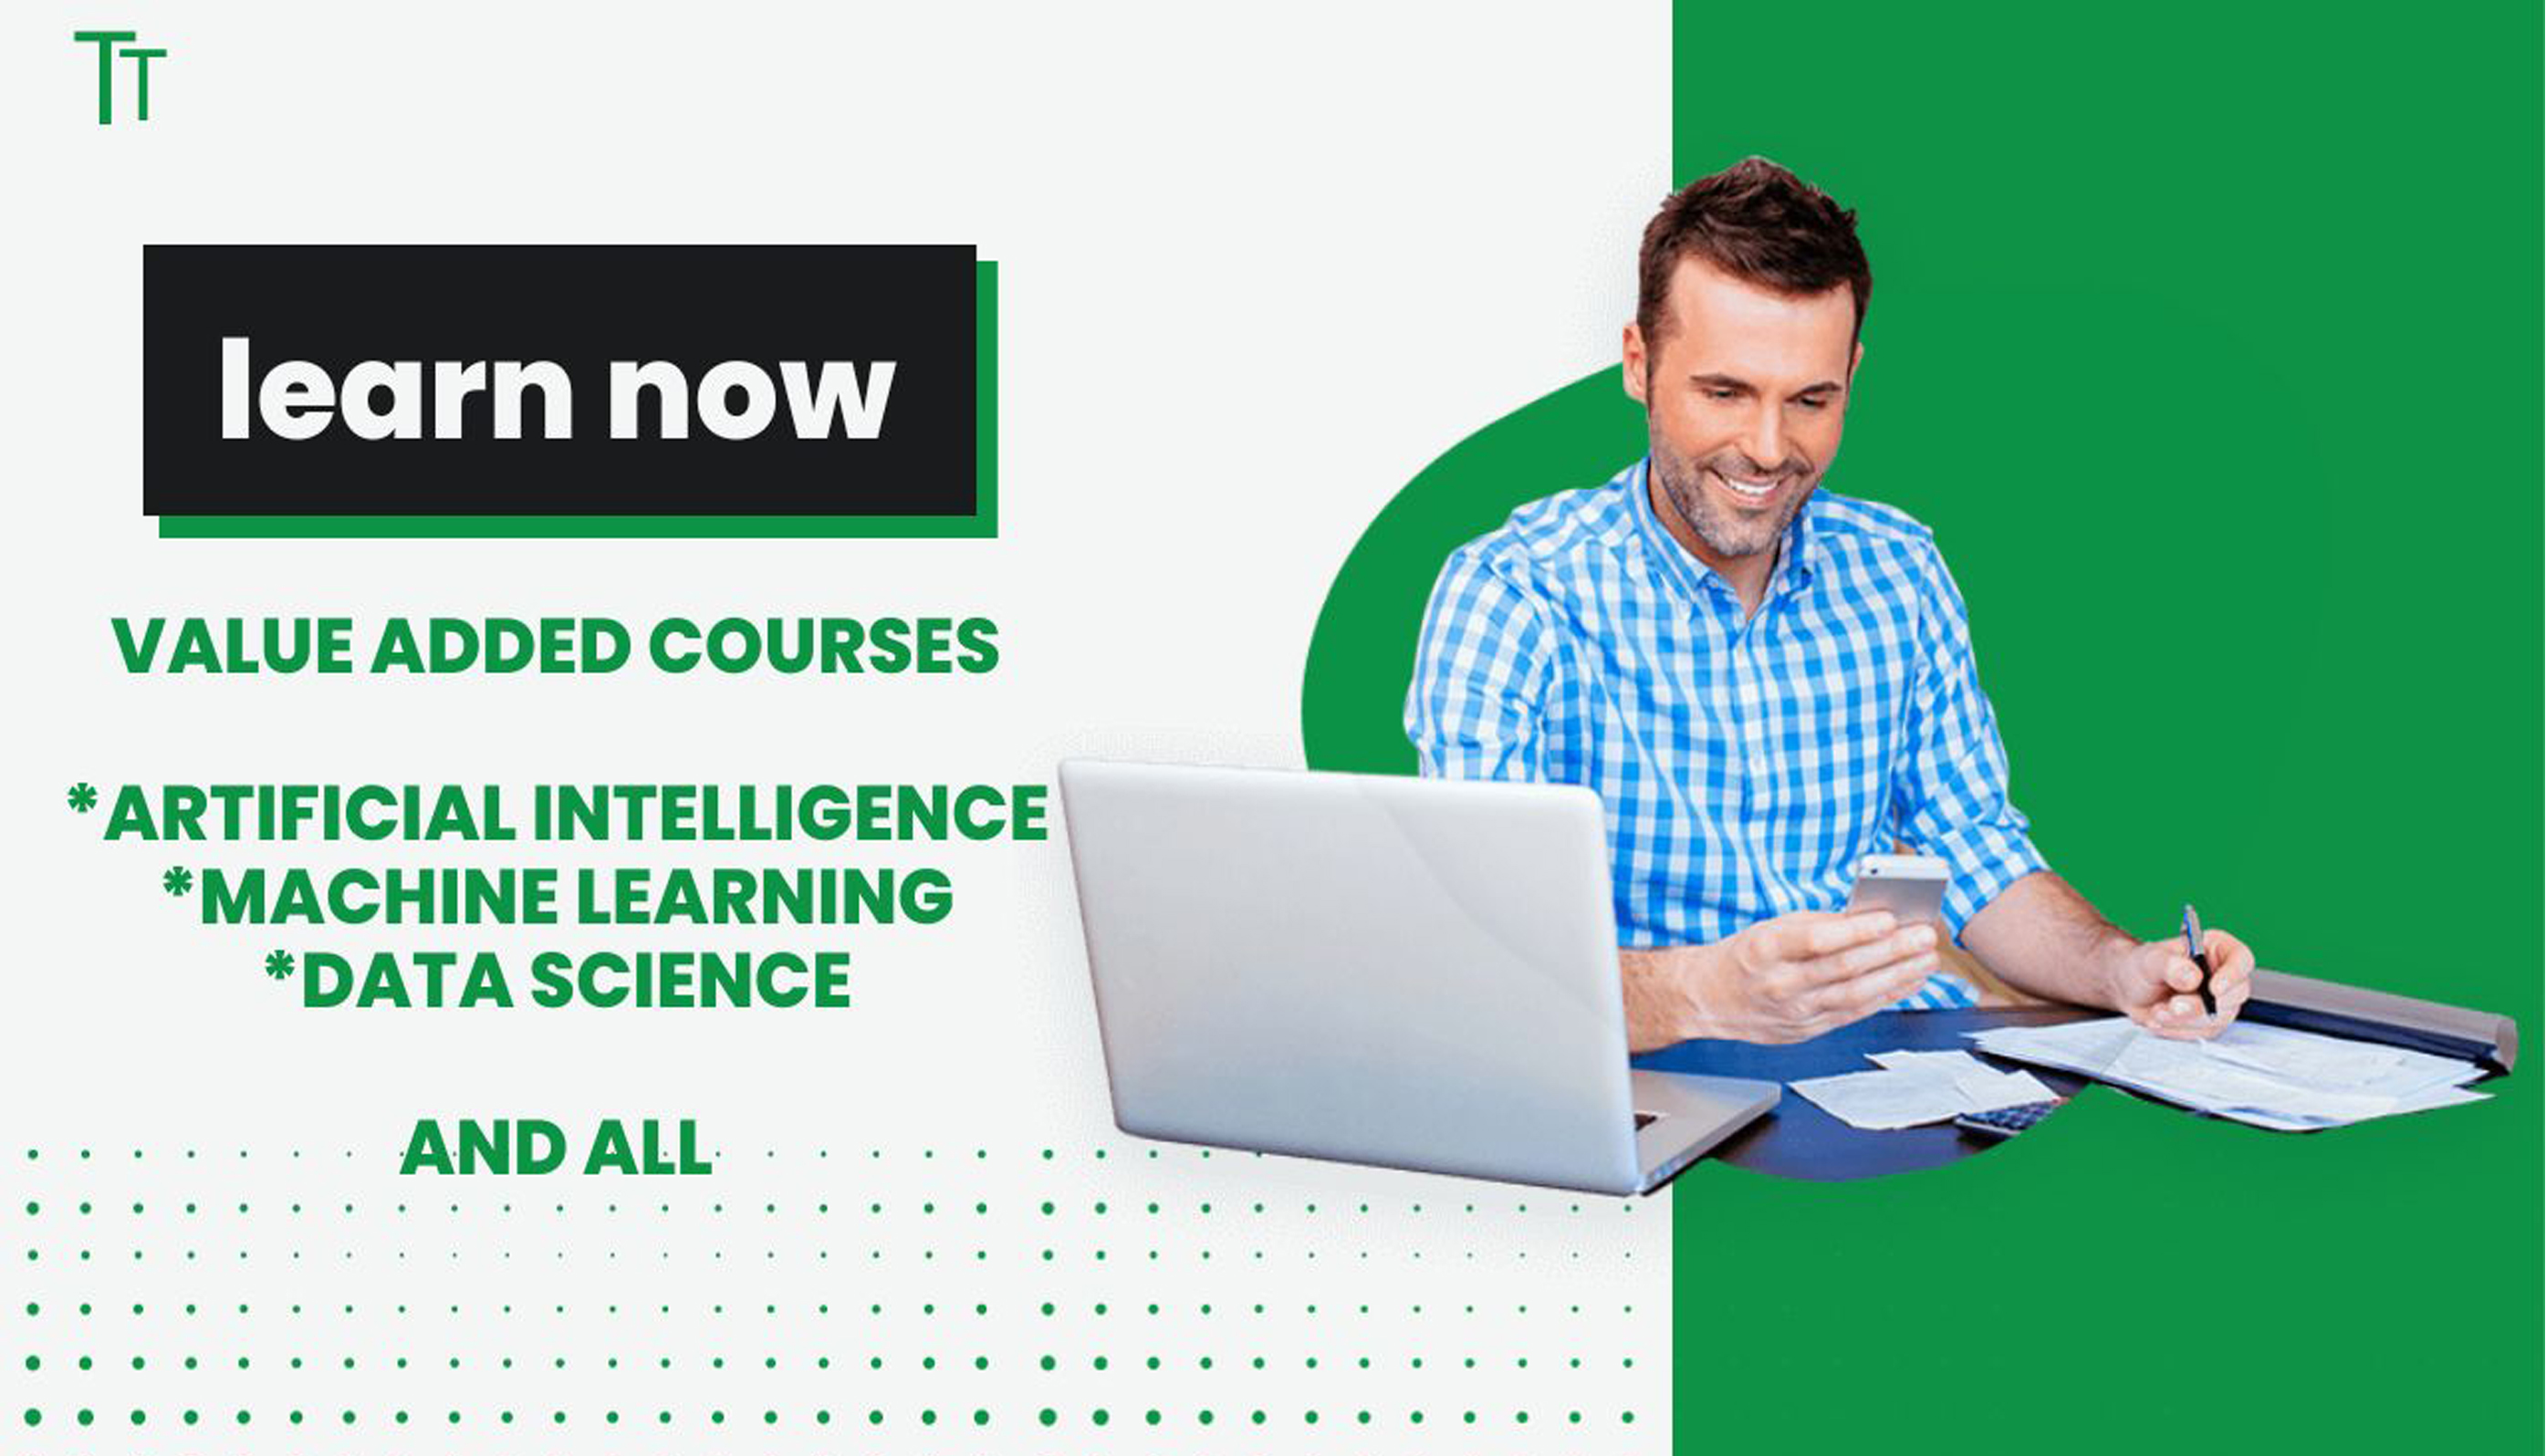 TT
learn now
VALUE ADDED COURSES
*ARTIFICIAL INTELLIGENCE
*MACHINE LEARNING
*DATA SCIENCE
AND ALL